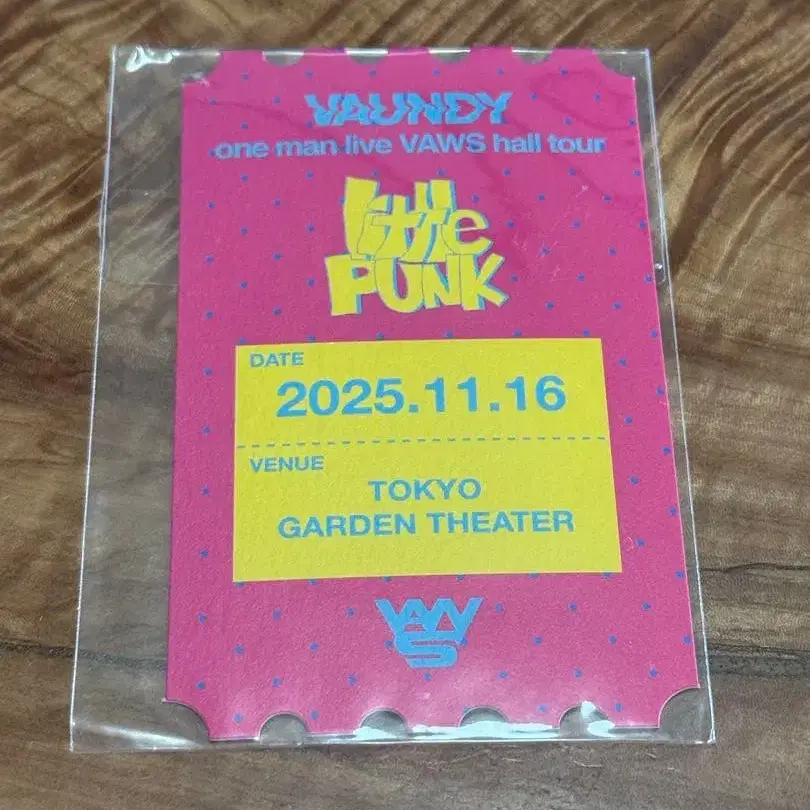 VAUNDY
one man live VAWS hall tour
little
PUNK
DATE
2025.11.16
VENUE
TOKYO
GARDEN THEATER
VAWS